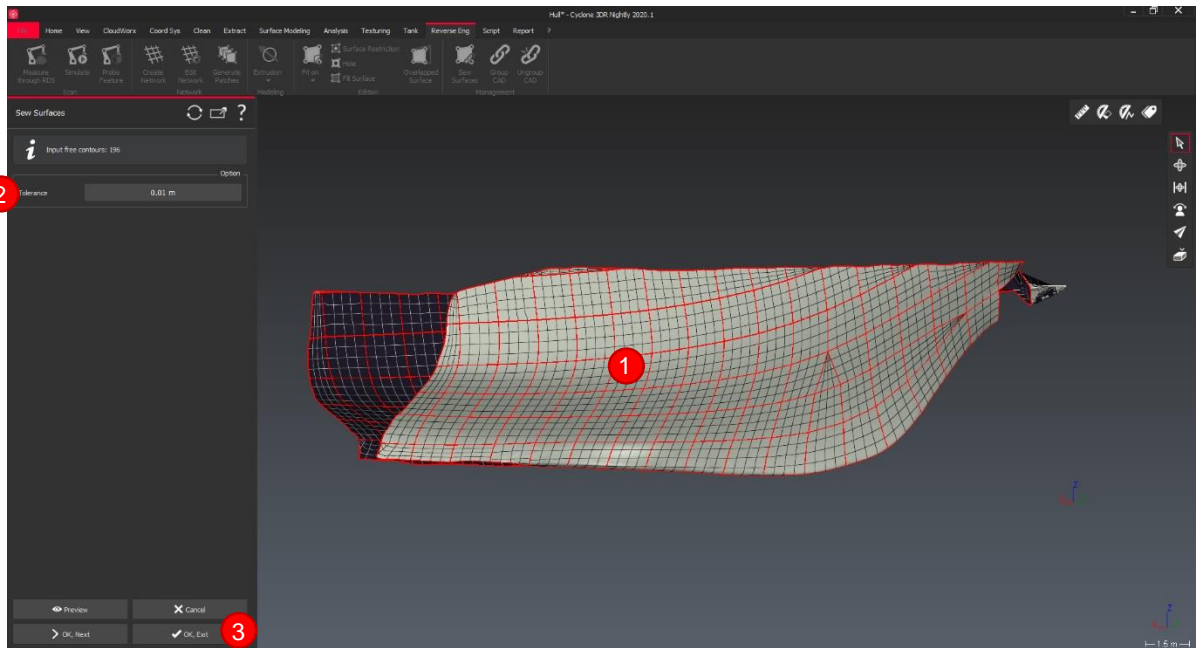 Hull* - Cyclone 3DR Nightly 2020.1
File Home View CloudWorx Coord Sys Clean Extract Surface Modeling Analysis Texturing Tank Reverse Eng Script Report ?
Measure through RDS
Simulate
Probe Feature
Scan
Create Network
Edit Network
Generate Patches
Network
Extrusion
Modeling
Fit on
Surface Restriction
Hole
Fill Surface
Overlapped Surface
Edition
Sew Surfaces
Group CAD
Ungroup CAD
Management
Sew Surfaces ?
i Input free contours: 196
Option
2 Tolerance 0.01 m
1
Preview Cancel
OK, Next OK, Exit 3
Z
Z
1.5 m